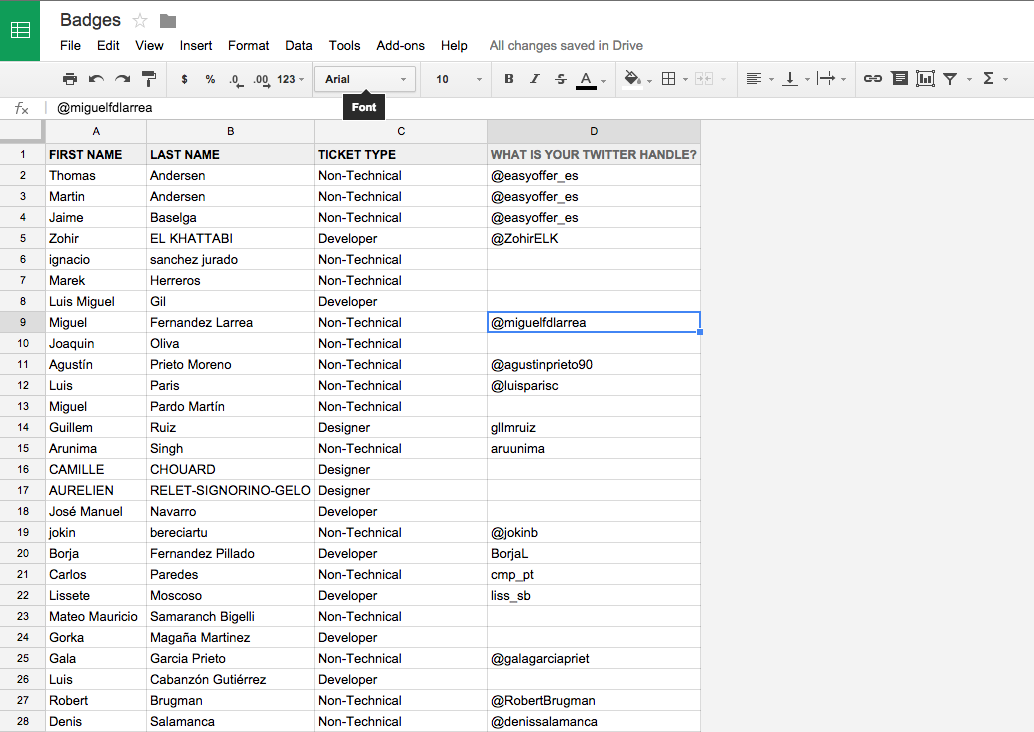 Badges
File Edit View Insert Format Data Tools Add-ons Help All changes saved in Drive
$ % .0 .00 123 Arial 10 B I S A Σ
fx @miguelfdlarrea
Font
A B C D
1 FIRST NAME LAST NAME TICKET TYPE WHAT IS YOUR TWITTER HANDLE?
2 Thomas Andersen Non-Technical @easyoffer_es
3 Martin Andersen Non-Technical @easyoffer_es
4 Jaime Baselga Non-Technical @easyoffer_es
5 Zohir EL KHATTABI Developer @ZohirELK
6 ignacio sanchez jurado Non-Technical
7 Marek Herreros Non-Technical
8 Luis Miguel Gil Developer
9 Miguel Fernandez Larrea Non-Technical @miguelfdlarrea
10 Joaquin Oliva Non-Technical
11 Agustín Prieto Moreno Non-Technical @agustinprieto90
12 Luis Paris Non-Technical @luisparisc
13 Miguel Pardo Martín Non-Technical
14 Guillem Ruiz Designer gllmruiz
15 Arunima Singh Non-Technical aruunima
16 CAMILLE CHOUARD Designer
17 AURELIEN RELET-SIGNORINO-GELO Designer
18 José Manuel Navarro Developer
19 jokin bereciartu Non-Technical @jokinb
20 Borja Fernandez Pillado Developer BorjaL
21 Carlos Paredes Non-Technical cmp_pt
22 Lissete Moscoso Developer liss_sb
23 Mateo Mauricio Samaranch Bigelli Non-Technical
24 Gorka Magaña Martinez Developer
25 Gala Garcia Prieto Non-Technical @galagarciapriet
26 Luis Cabanzón Gutiérrez Developer
27 Robert Brugman Non-Technical @RobertBrugman
28 Denis Salamanca Non-Technical @denissalamanca